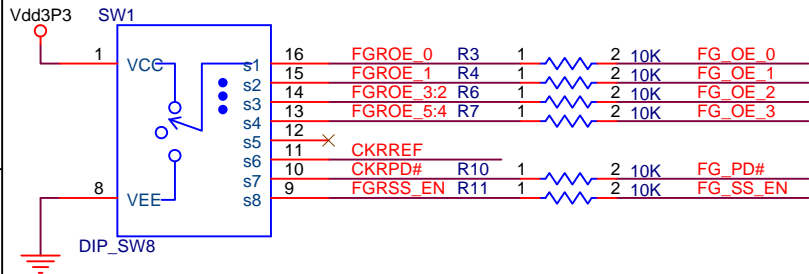 Vdd3P3 SW1
1 VCC s1 16 FGROE_0 R3 1 2 10K FG_OE_0
s2 15 FGROE_1 R4 1 2 10K FG_OE_1
s3 14 FGROE_3:2 R6 1 2 10K FG_OE_2
s4 13 FGROE_5:4 R7 1 2 10K FG_OE_3
s5 12
s6 11 CKRREF
s7 10 CKRPD# R10 1 2 10K FG_PD#
8 VEE s8 9 FGRSS_EN R11 1 2 10K FG_SS_EN
DIP_SW8